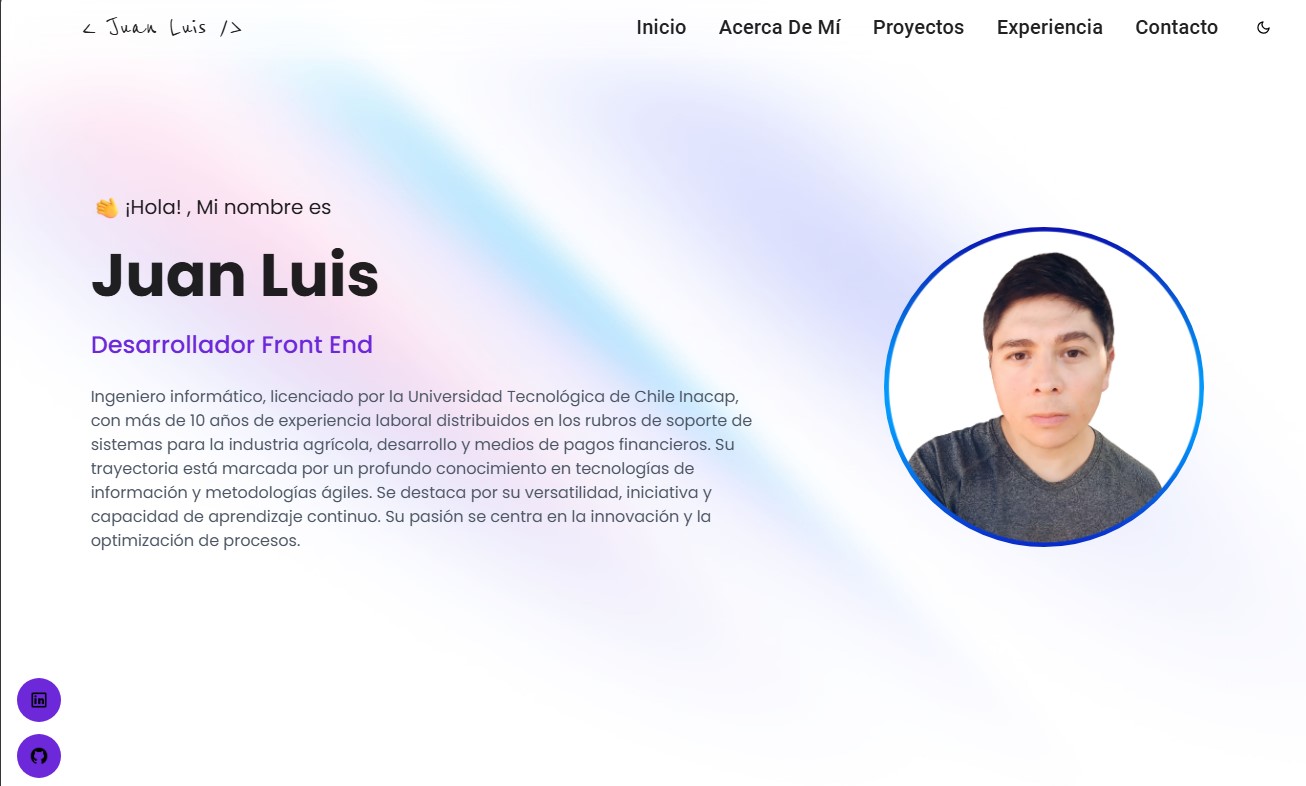 < Juan Luis />
Inicio Acerca De Mí Proyectos Experiencia Contacto
👏 ¡Hola! , Mi nombre es
Juan Luis
Desarrollador Front End
Ingeniero informático, licenciado por la Universidad Tecnológica de Chile Inacap,
con más de 10 años de experiencia laboral distribuidos en los rubros de soporte de
sistemas para la industria agrícola, desarrollo y medios de pagos financieros. Su
trayectoria está marcada por un profundo conocimiento en tecnologías de
información y metodologías ágiles. Se destaca por su versatilidad, iniciativa y
capacidad de aprendizaje continuo. Su pasión se centra en la innovación y la
optimización de procesos.
in